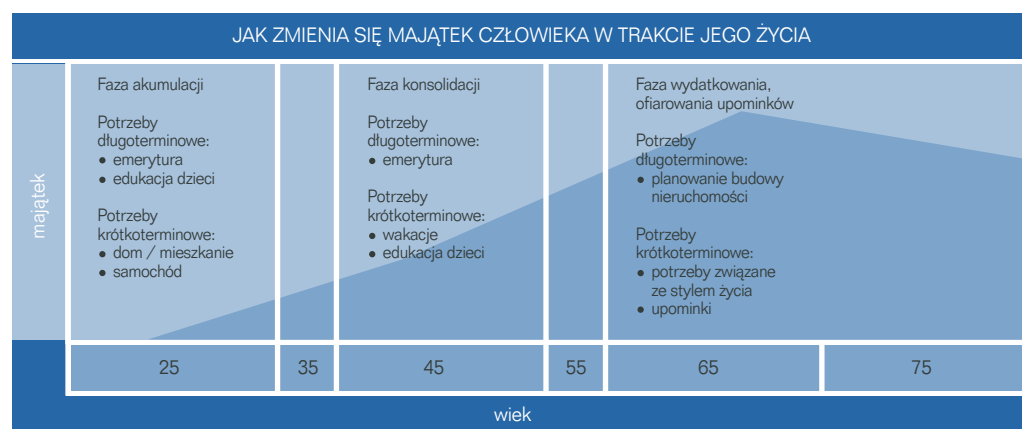 JAK ZMIENIA SIĘ MAJĄTEK CZŁOWIEKA W TRAKCIE JEGO ŻYCIA
majątek
Faza akumulacji
Potrzeby
długoterminowe:
• emerytura
• edukacja dzieci
Potrzeby
krótkoterminowe:
• dom / mieszkanie
• samochód
Faza konsolidacji
Potrzeby
długoterminowe:
• emerytura
Potrzeby
krótkoterminowe:
• wakacje
• edukacja dzieci
Faza wydatkowania,
ofiarowania upominków
Potrzeby
długoterminowe:
• planowanie budowy
nieruchomości
Potrzeby
krótkoterminowe:
• potrzeby związane
ze stylem życia
• upominki
25 35 45 55 65 75
wiek